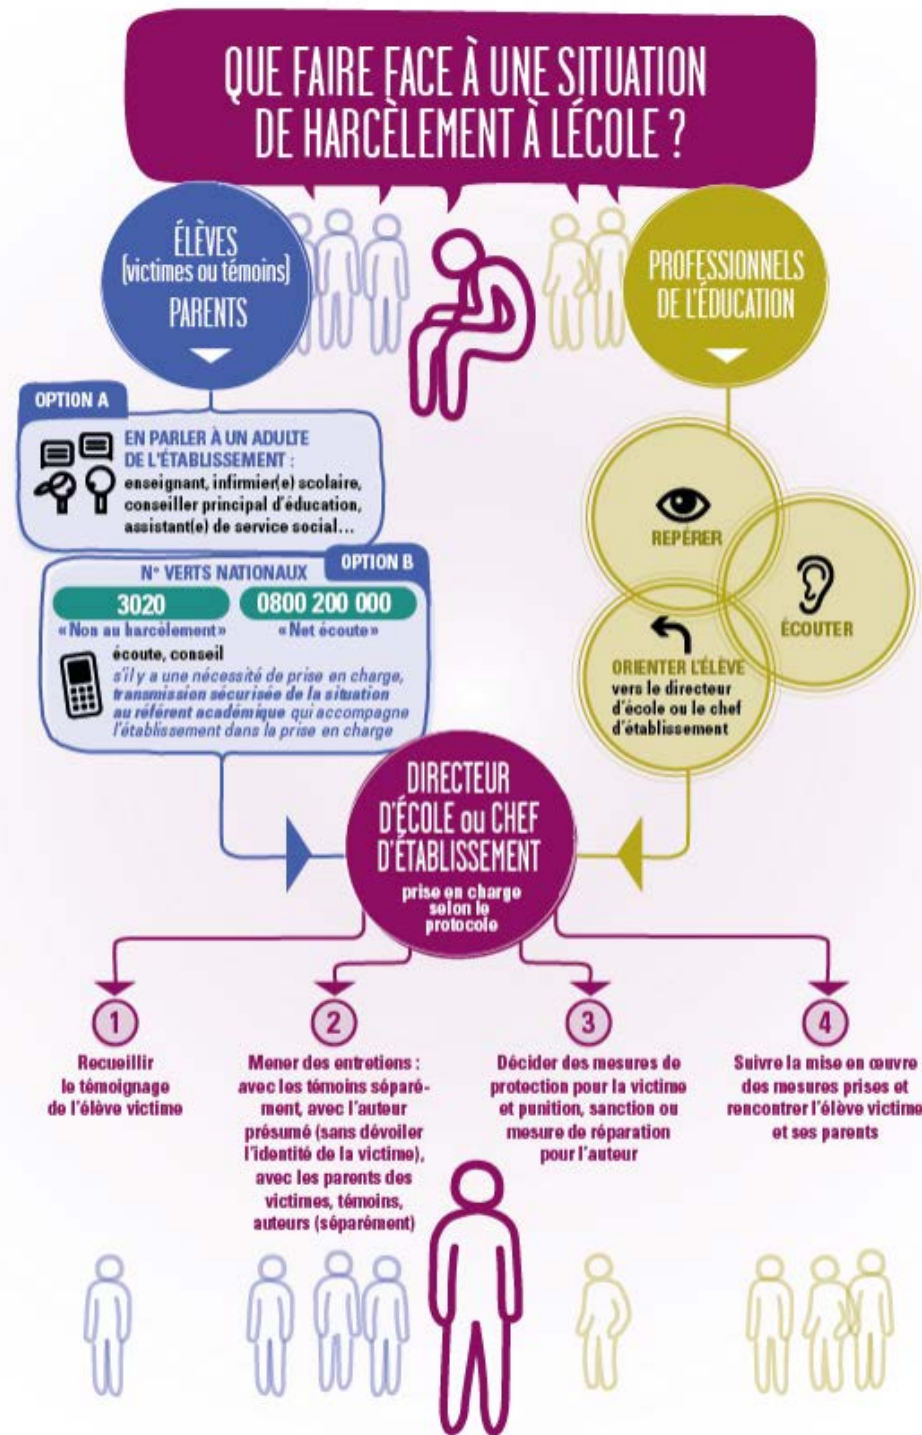 QUE FAIRE FACE À UNE SITUATION
DE HARCÈLEMENT À LÉCOLE ?
ÉLÈVES
(victimes ou témoins)
PARENTS
PROFESSIONNELS
DE L'ÉDUCATION
OPTION A
EN PARLER À UN ADULTE
DE L'ÉTABLISSEMENT :
enseignant, infirmier(e) scolaire,
conseiller principal d'éducation,
assistant(e) de service social...
OPTION B
N° VERTS NATIONAUX
3020
« Non au harcèlement »
0800 200 000
« Net écoute »
écoute, conseil
s'il y a une nécessité de prise en charge,
transmission sécurisée de la situation
au référent académique qui accompagne
l'établissement dans la prise en charge
REPÉRER
ÉCOUTER
ORIENTER L'ÉLÈVE
vers le directeur
d'école ou le chef
d'établissement
DIRECTEUR
D'ÉCOLE ou CHEF
D'ÉTABLISSEMENT
prise en charge
selon le
protocole
1
Recueillir
le témoignage
de l'élève victime
2
Mener des entretiens :
avec les témoins séparé-
ment, avec l'auteur
présumé (sans dévoiler
l'identité de la victime),
avec les parents des
victimes, témoins,
auteurs (séparément)
3
Décider des mesures de
protection pour la victime
et punition, sanction ou
mesure de réparation
pour l'auteur
4
Suivre la mise en œuvre
des mesures prises et
rencontrer l'élève victime
et ses parents